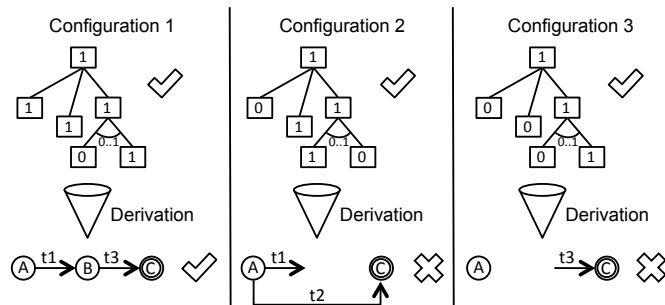 Configuration 1
1
1
1
1
0..1
0
1
Derivation
A
t1
B
t3
C
Configuration 2
1
0
1
1
0..1
1
0
Derivation
A
t1
C
t2
Configuration 3
1
0
0
1
0..1
0
1
Derivation
A
t3
C